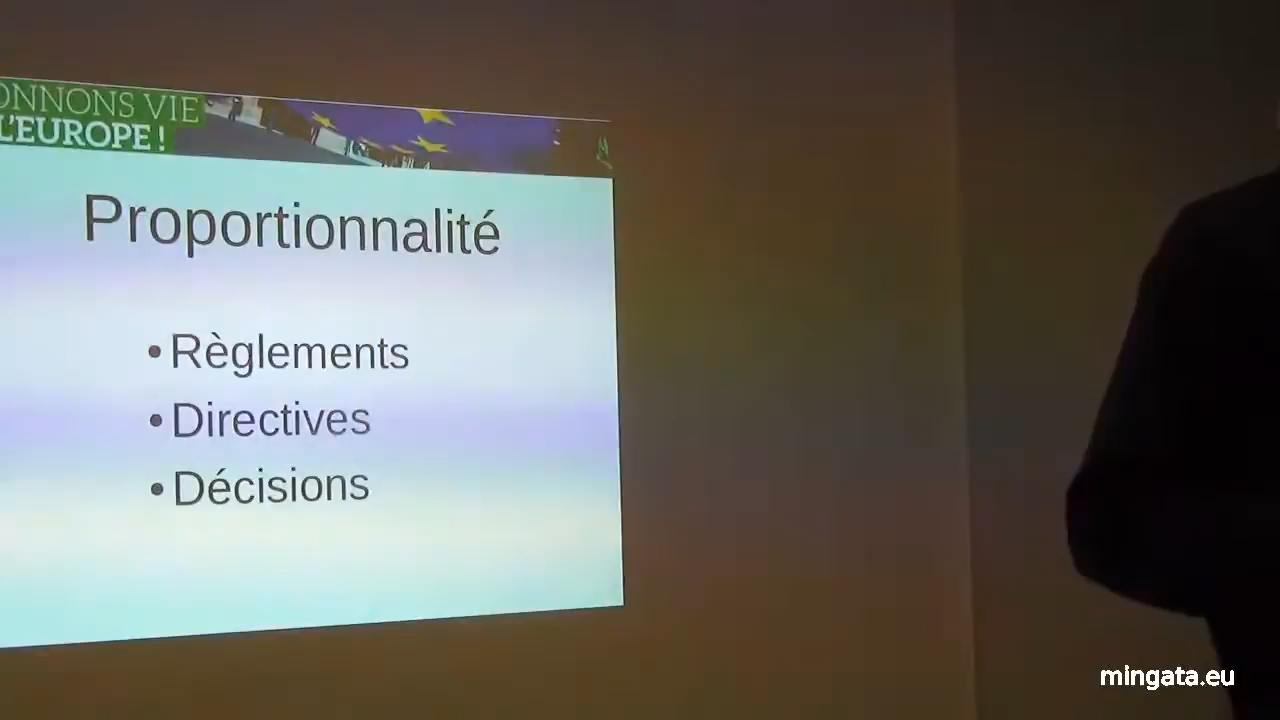 ONNONS VIE
L'EUROPE !
Proportionnalité
• Règlements
• Directives
• Décisions
mingata.eu